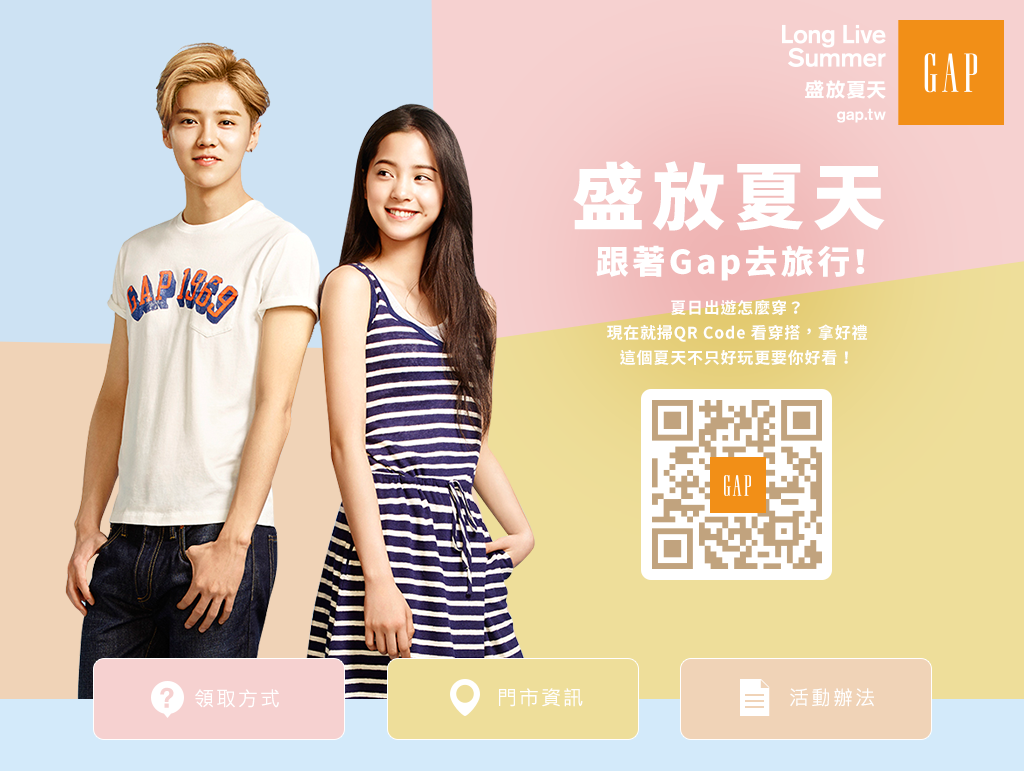 Long Live
Summer
盛放夏天
gap.tw
GAP
盛放夏天
跟著Gap去旅行!
夏日出遊怎麼穿？
現在就掃QR Code 看穿搭，拿好禮
這個夏天不只好玩更要你好看！
GAP 1969
GAP
領取方式
門市資訊
活動辦法